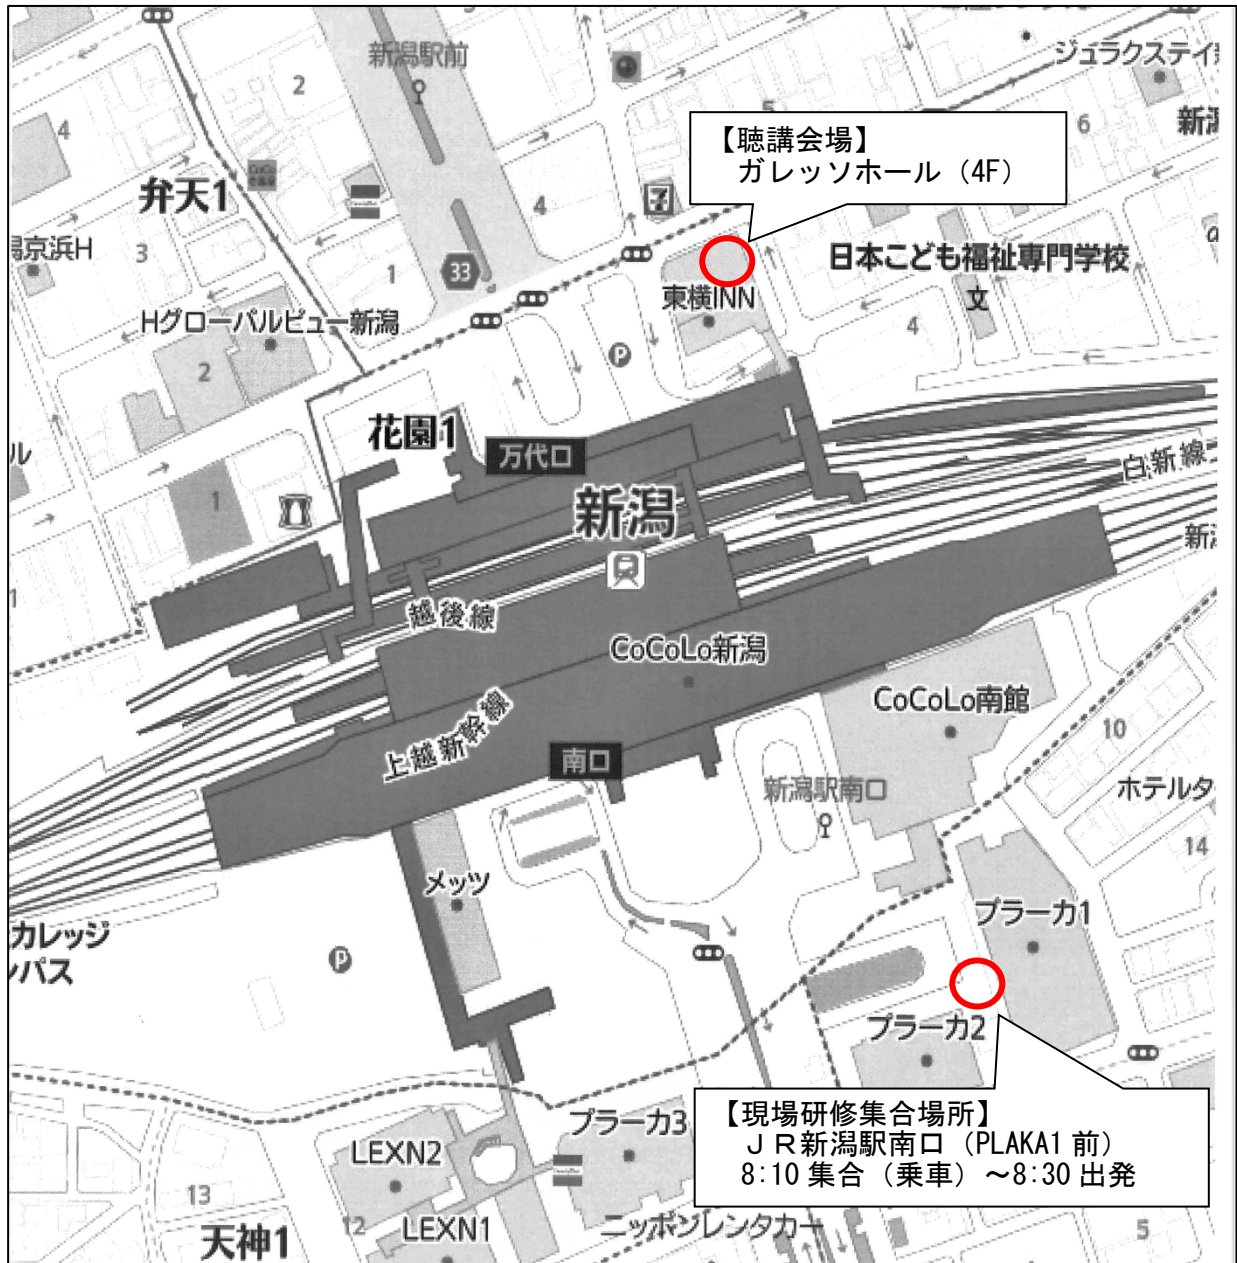 新潟駅前
ジュラクステイ
2
5
6
4
【聴講会場】
ガレッソホール（4F）
CoCo
弁天1
4
7
3
1
33
京浜H
日本こども福祉専門学校
文
東横INN
Hグローバルビュー新潟
4
2
P
花園1
万代口
ル
白新線
1
新潟
1
越後線
CoCoLo新潟
CoCoLo南館
上越新幹線
10
南口
新潟駅南口
ホテルタ
14
メッツ
プラーカ1
カレッジ
ンパス
P
プラーカ2
【現場研修集合場所】
ＪＲ新潟駅南口（PLAKA1 前）
8:10 集合（乗車）～8:30 出発
プラーカ3
LEXN2
13
12
天神1
LEXN1
ニッポンレンタカー
5